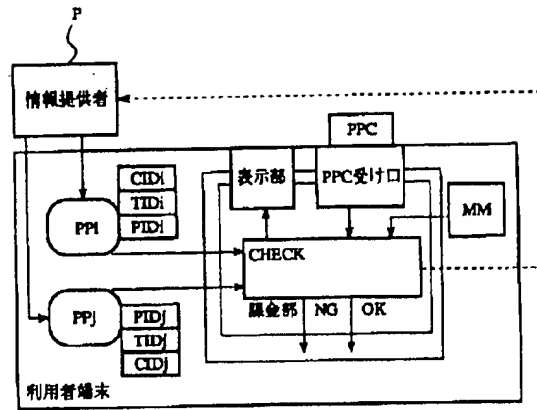 P
情報提供者
PPC
表示部
PPC受け口
CIDi
TIDi
PIDi
PPi
MM
CHECK
課金部 NG OK
PPj
PIDj
TIDj
CIDj
利用者端末